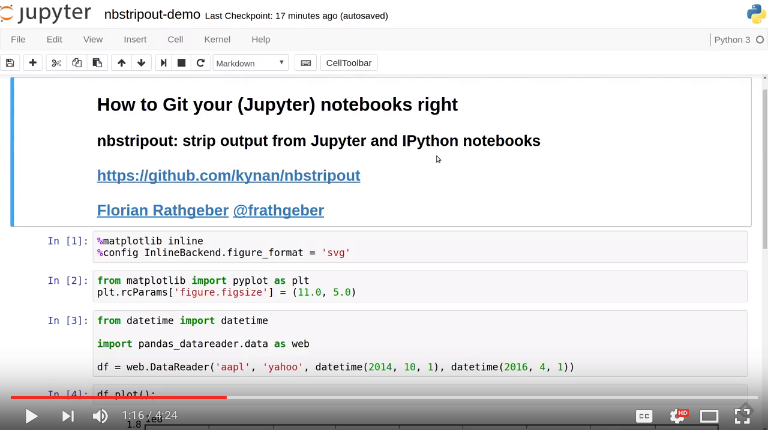 jupyter nbstripout-demo Last Checkpoint: 17 minutes ago (autosaved)
File Edit View Insert Cell Kernel Help Python 3
Markdown CellToolbar
How to Git your (Jupyter) notebooks right
nbstripout: strip output from Jupyter and IPython notebooks
https://github.com/kynan/nbstripout
Florian Rathgeber @frathgeber
In [1]: %matplotlib inline
%config InlineBackend.figure_format = 'svg'
In [2]: from matplotlib import pyplot as plt
plt.rcParams['figure.figsize'] = (11.0, 5.0)
In [3]: from datetime import datetime
import pandas_datareader.data as web
df = web.DataReader('aapl', 'yahoo', datetime(2014, 10, 1), datetime(2016, 4, 1))
In [4]: df.plot();
1:16 / 4:24 CC HD
1.8 1e8